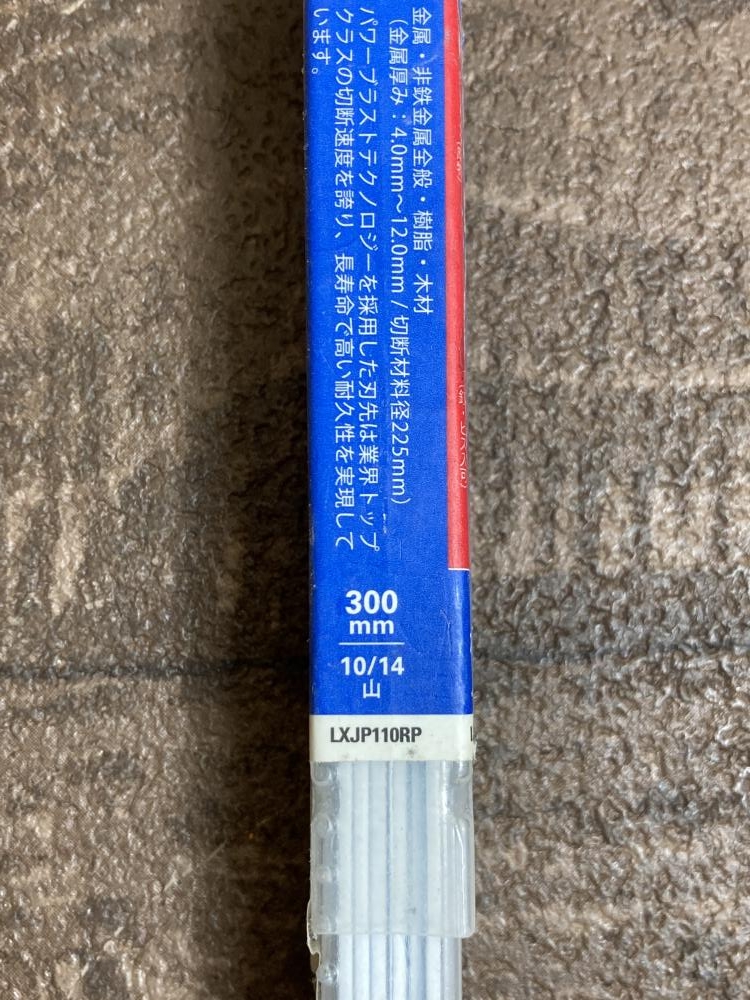 金属・非鉄金属全般・樹脂・木材
（金属厚み：4.0mm～12.0mm / 切断材料径225mm）
パワーブラストテクノロジーを採用した刃先は業界トップ
クラスの切断速度を誇り、長寿命で高い耐久性を実現して
います。
300
mm
10/14
山
LXJP110RP